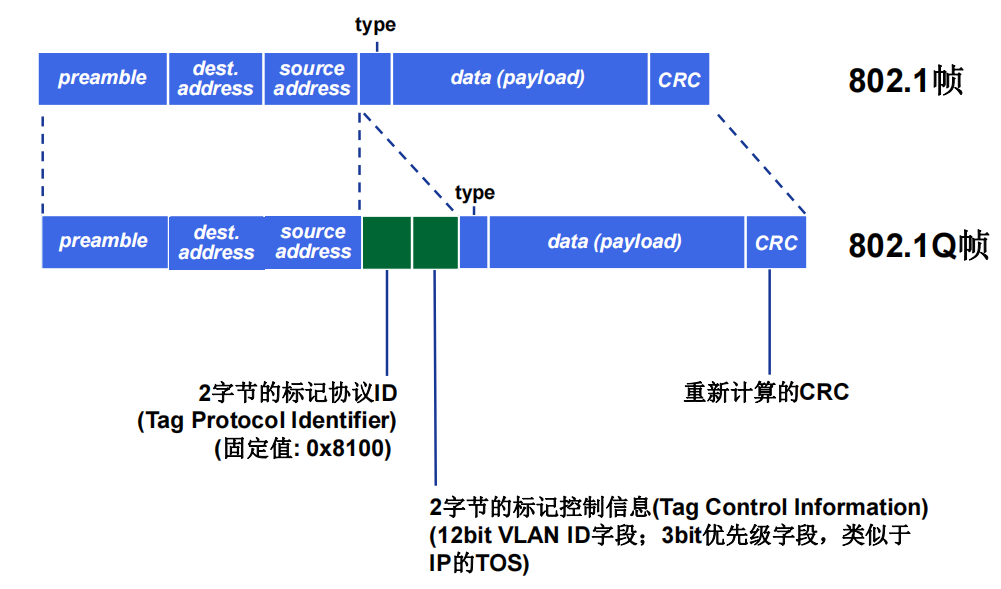 type
preamble
dest.
address
source
address
data (payload)
CRC
802.1帧
type
preamble
dest.
address
source
address
data (payload)
CRC
802.1Q帧
2字节的标记协议ID
(Tag Protocol Identifier)
(固定值: 0x8100)
重新计算的CRC
2字节的标记控制信息(Tag Control Information)
(12bit VLAN ID字段；3bit优先级字段，类似于
IP的TOS)